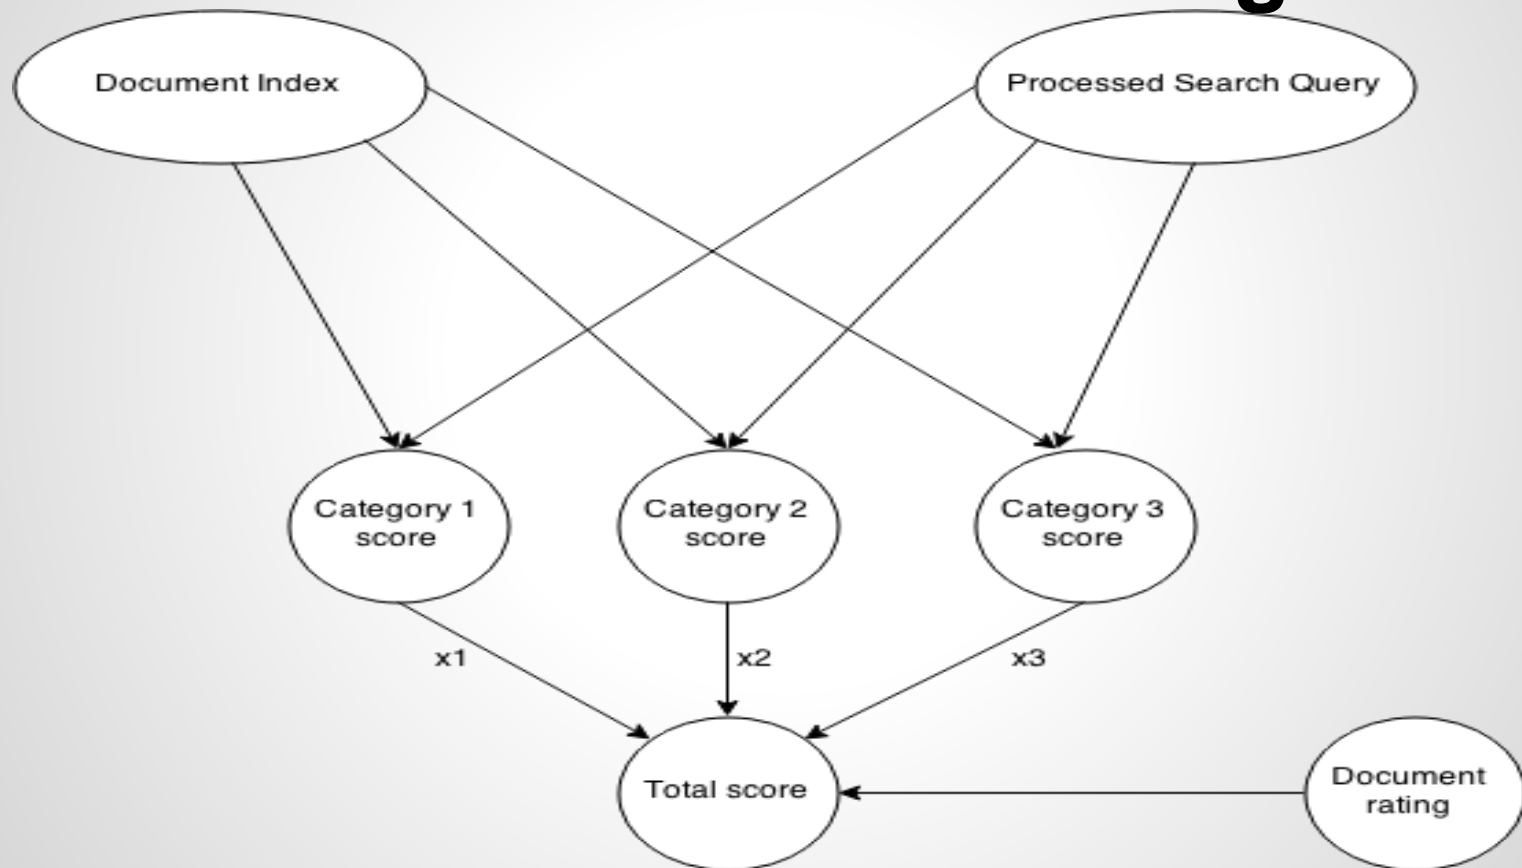 Document Index
Processed Search Query
Category 1
score
Category 2
score
Category 3
score
x1
x2
x3
Total score
Document
rating